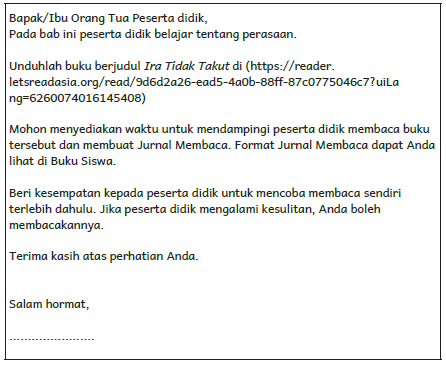 Bapak/Ibu Orang Tua Peserta didik,
Pada bab ini peserta didik belajar tentang perasaan.
Unduhlah buku berjudul Ira Tidak Takut di (https://reader.
letsreadasia.org/read/9d6d2a26-ead5-4a0b-88ff-87c0775046c7?uiLa
ng=6260074016145408)
Mohon menyediakan waktu untuk mendampingi peserta didik membaca buku
tersebut dan membuat Jurnal Membaca. Format Jurnal Membaca dapat Anda
lihat di Buku Siswa.
Beri kesempatan kepada peserta didik untuk mencoba membaca sendiri
terlebih dahulu. Jika peserta didik mengalami kesulitan, Anda boleh
membacakannya.
Terima kasih atas perhatian Anda.
Salam hormat,
.......................